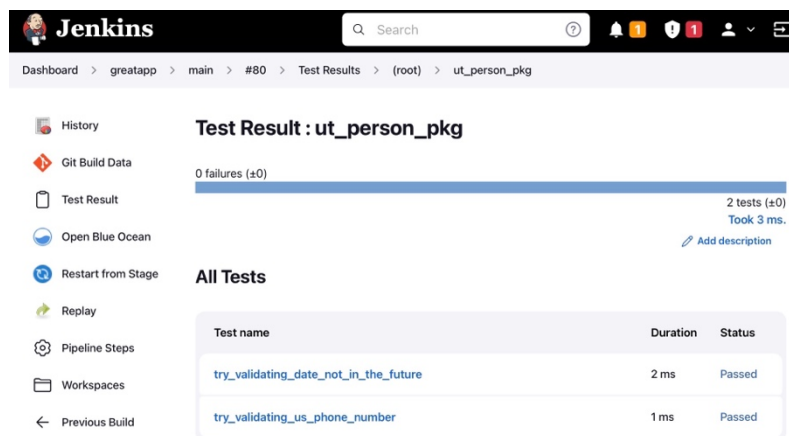 Jenkins
Search
1
1
Dashboard > greatapp > main > #80 > Test Results > (root) > ut_person_pkg
History
Git Build Data
Test Result
Open Blue Ocean
Restart from Stage
Replay
Pipeline Steps
Workspaces
Previous Build
Test Result : ut_person_pkg
0 failures (±0)
2 tests (±0)
Took 3 ms.
Add description
All Tests
Test name Duration Status
try_validating_date_not_in_the_future 2 ms Passed
try_validating_us_phone_number 1 ms Passed